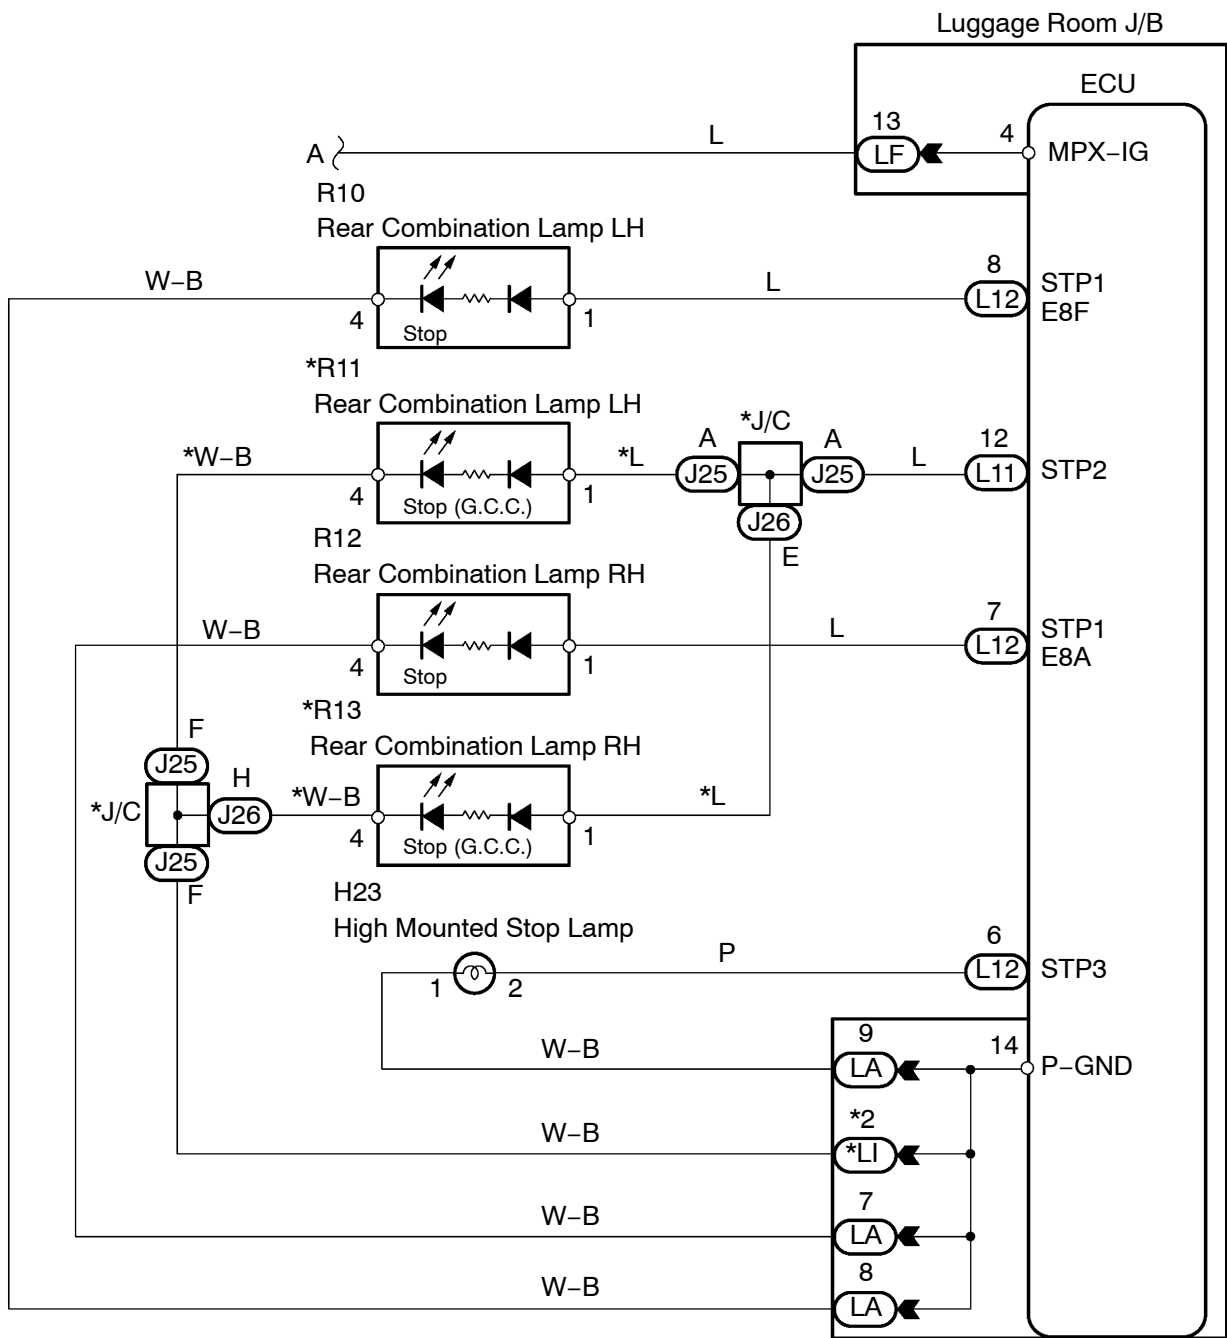 Luggage Room J/B
ECU
13
LF
4
MPX-IG
A
L
R10
Rear Combination Lamp LH
W-B
4
Stop
1
L
8
L12
STP1
E8F
*R11
Rear Combination Lamp LH
*W-B
4
Stop (G.C.C.)
1
*L
A
J25
*J/C
A
J25
J26
E
L
12
L11
STP2
R12
Rear Combination Lamp RH
W-B
4
Stop
1
L
7
L12
STP1
E8A
*R13
Rear Combination Lamp RH
F
J25
*J/C
H
J26
J25
F
*W-B
4
Stop (G.C.C.)
1
*L
H23
High Mounted Stop Lamp
1
2
P
6
L12
STP3
W-B
9
LA
14
P-GND
W-B
*2
*LI
W-B
7
LA
W-B
8
LA